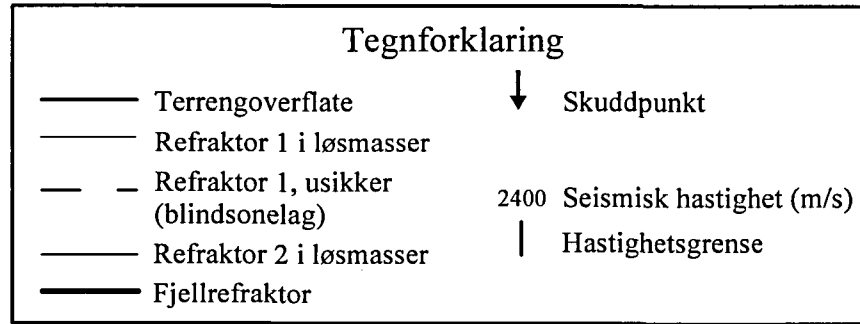 Tegnforklaring
Terrengoverflate
Refraktor 1 i løsmasser
Refraktor 1, usikker
(blindsonelag)
Refraktor 2 i løsmasser
Fjellrefraktor
Skuddpunkt
2400 Seismisk hastighet (m/s)
Hastighetsgrense